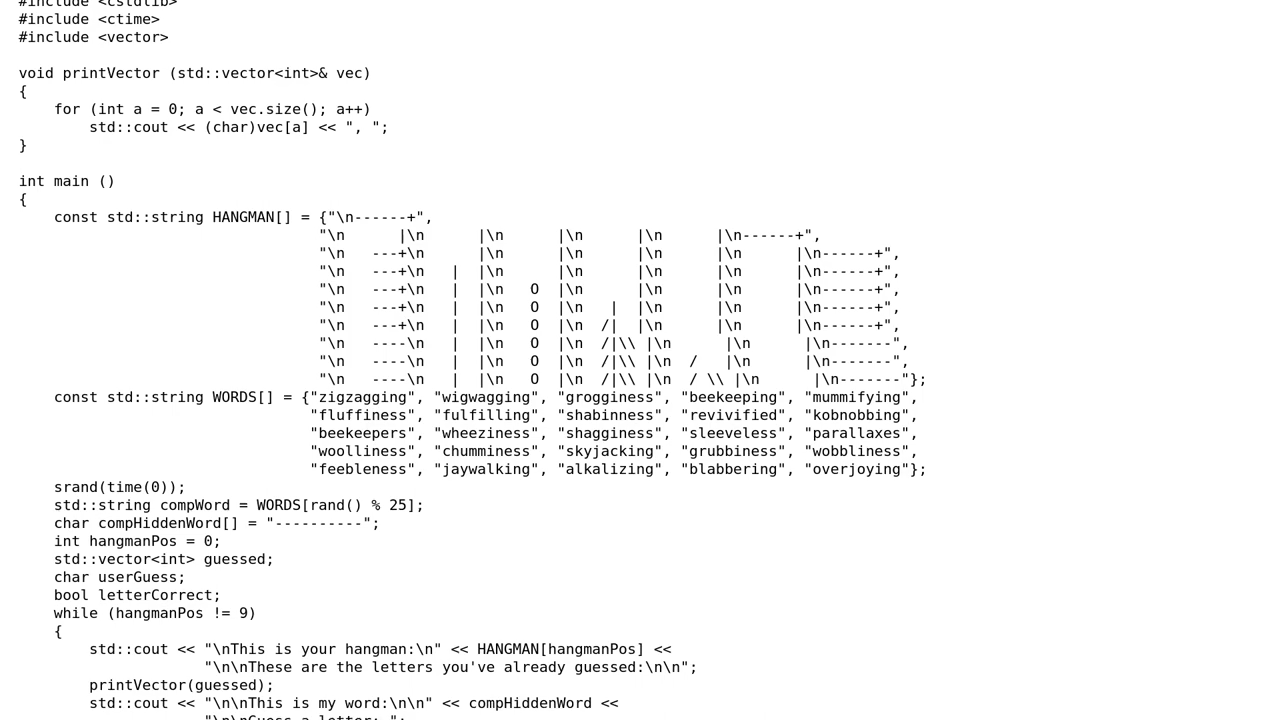 #include <cstdlib>
#include <ctime>
#include <vector>

void printVector (std::vector<int>& vec)
{
    for (int a = 0; a < vec.size(); a++)
        std::cout << (char)vec[a] << ", ";
}

int main ()
{
    const std::string HANGMAN[] = {"\n------+",
                                  "\n      |\n      |\n      |\n      |\n      |\n------+",
                                  "\n   ---+\n      |\n      |\n      |\n      |\n      |\n------+",
                                  "\n   ---+\n   |  |\n      |\n      |\n      |\n      |\n------+",
                                  "\n   ---+\n   |  |\n   O  |\n      |\n      |\n      |\n------+",
                                  "\n   ---+\n   |  |\n   O  |\n   |  |\n      |\n      |\n------+",
                                  "\n   ---+\n   |  |\n   O  |\n  /|  |\n      |\n      |\n------+",
                                  "\n   ----\n   |  |\n   O  |\n  /|\\ |\n      |\n      |\n-------",
                                  "\n   ----\n   |  |\n   O  |\n  /|\\ |\n  /   |\n      |\n-------",
                                  "\n   ----\n   |  |\n   O  |\n  /|\\ |\n  / \\ |\n      |\n-------"};
    const std::string WORDS[] = {"zigzagging", "wigwagging", "grogginess", "beekeeping", "mummifying",
                                 "fluffiness", "fulfilling", "shabinness", "revivified", "kobnobbing",
                                 "beekeepers", "wheeziness", "shagginess", "sleeveless", "parallaxes",
                                 "woolliness", "chumminess", "skyjacking", "grubbiness", "wobbliness",
                                 "feebleness", "jaywalking", "alkalizing", "blabbering", "overjoying"};
    srand(time(0));
    std::string compWord = WORDS[rand() % 25];
    char compHiddenWord[] = "----------";
    int hangmanPos = 0;
    std::vector<int> guessed;
    char userGuess;
    bool letterCorrect;
    while (hangmanPos != 9)
    {
        std::cout << "\nThis is your hangman:\n" << HANGMAN[hangmanPos] <<
                     "\n\nThese are the letters you've already guessed:\n\n";
        printVector(guessed);
        std::cout << "\n\nThis is my word:\n\n" << compHiddenWord <<
                     "\n\nGuess a letter: ";